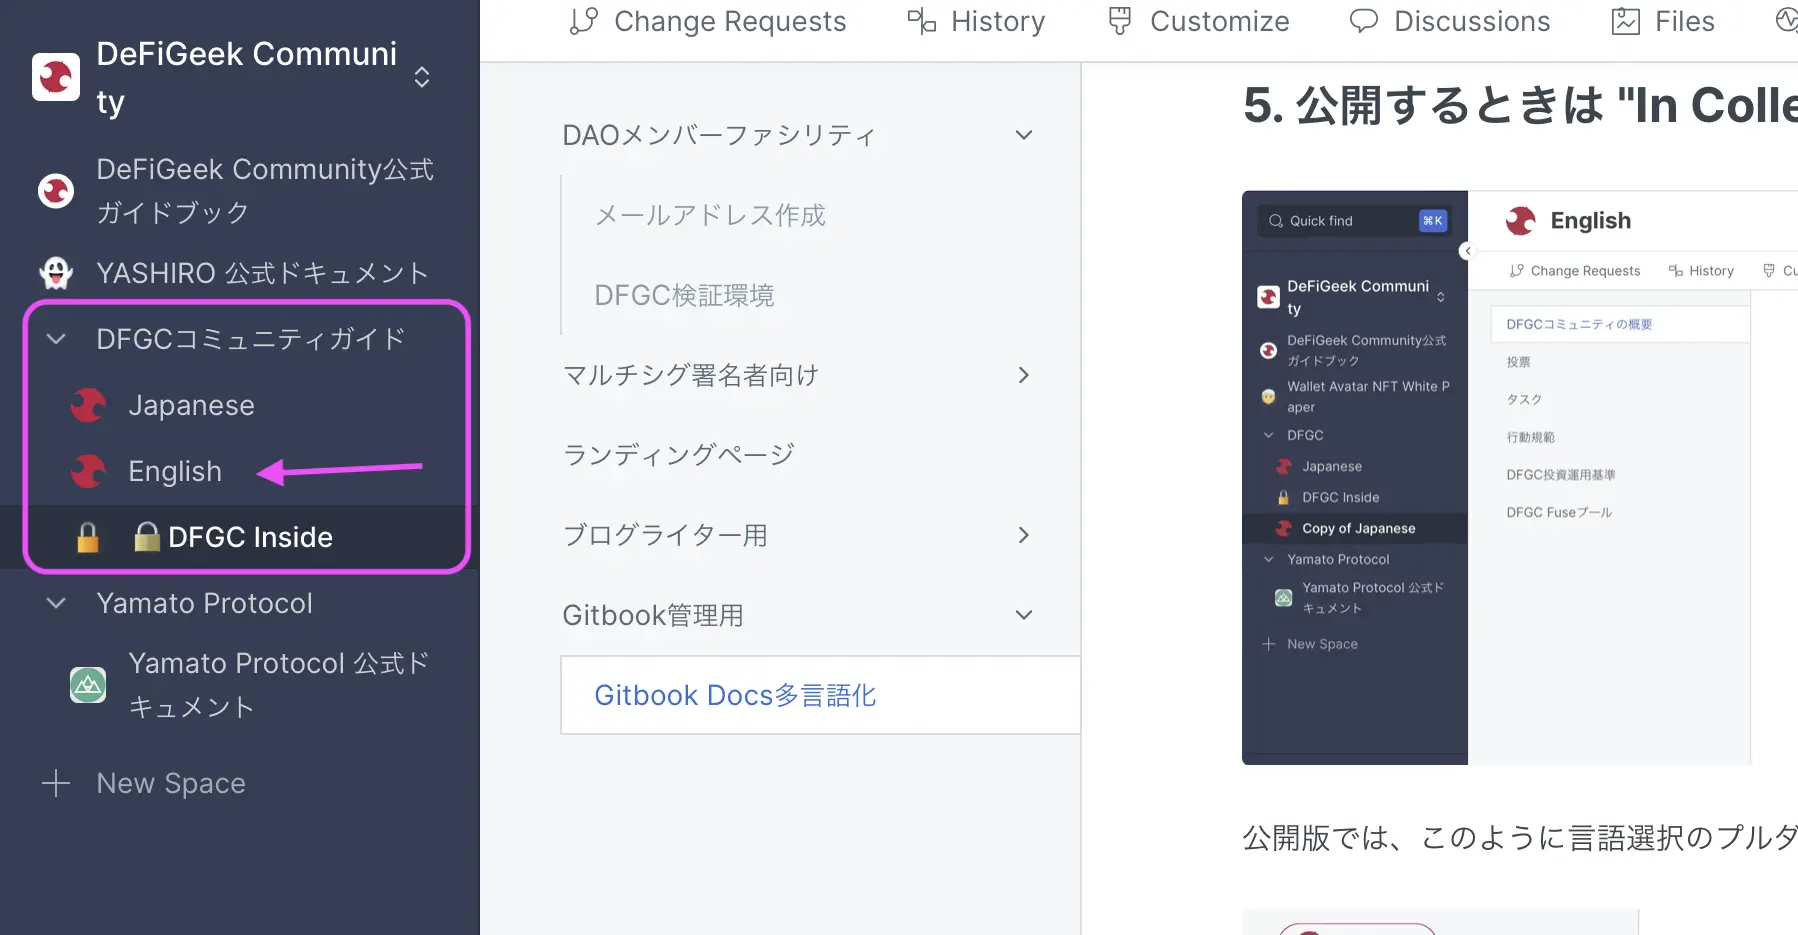 DeFiGeek Communi
ty
DeFiGeek Community公式
ガイドブック
YASHIRO 公式ドキュメント
DFGCコミュニティガイド
Japanese
English
DFGC Inside
Yamato Protocol
Yamato Protocol 公式ド
キュメント
New Space
Change Requests
History
Customize
Discussions
Files
DAOメンバーファシリティ
メールアドレス作成
DFGC検証環境
マルチシグ署名者向け
ランディングページ
ブログライター用
Gitbook管理用
Gitbook Docs多言語化
5. 公開するときは "In Colle
Quick find
⌘K
DeFiGeek Communi
ty
DeFiGeek Community公式
ガイドブック
Wallet Avatar NFT White P
aper
DFGC
Japanese
DFGC Inside
Copy of Japanese
Yamato Protocol
Yamato Protocol 公式ド
キュメント
New Space
English
Change Requests
History
Cu
DFGCコミュニティの概要
投票
タスク
行動規範
DFGC投資運用基準
DFGC Fuseプール
公開版では、このように言語選択のプルダ